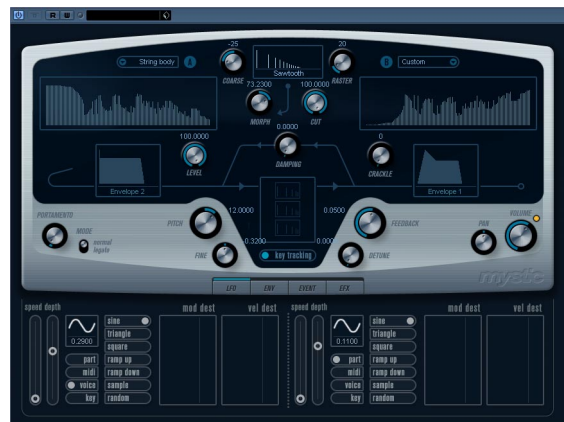 R W
-25 20
String body A B Custom
COARSE Sawtooth RASTER
73.2300 100.0000
MORPH CUT
0.0000
100.0000 DAMPING 0
LEVEL CRACKLE
Envelope 2 Envelope 1
PORTAMENTO PITCH 12.0000 0.0500 FEEDBACK PAN VOLUME
MODE
normal
legato
FINE 0.3200 0.000 DETUNE
key tracking
mystic
LFO ENV EVENT EFX
speed depth mod dest vel dest speed depth mod dest vel dest
sine sine
triangle triangle
0.2900 square 0.1100 square
part ramp up part ramp up
midi ramp down midi ramp down
voice sample voice sample
key random key random